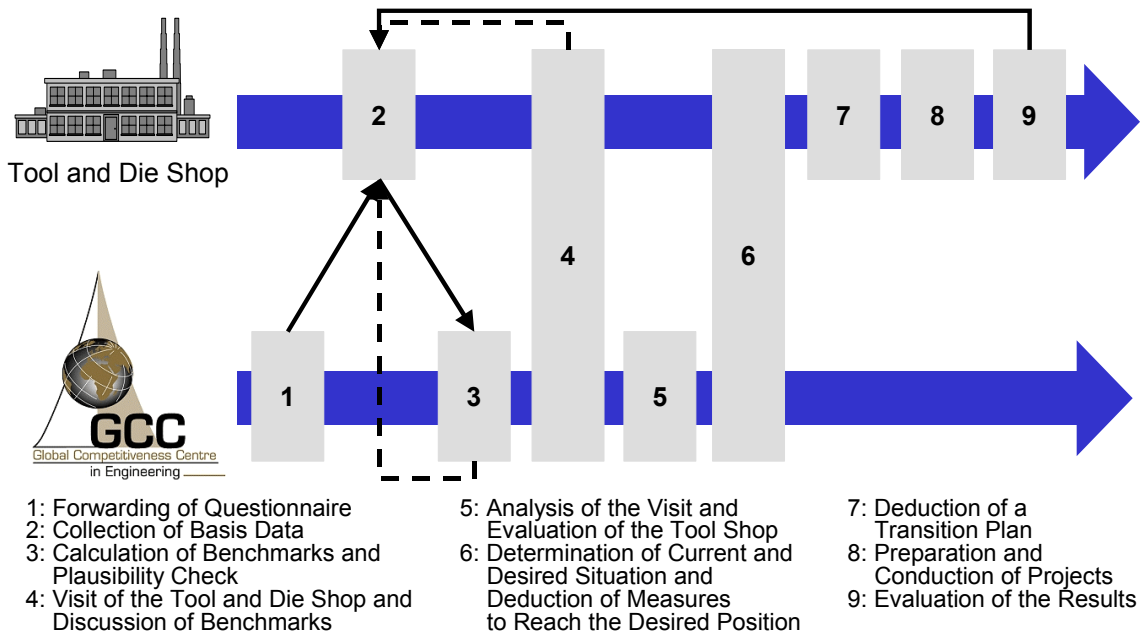 2
7
8
9
Tool and Die Shop
4
6
1
3
5
GCC
Global Competitiveness Centre
in Engineering
1: Forwarding of Questionnaire
2: Collection of Basis Data
3: Calculation of Benchmarks and
Plausibility Check
4: Visit of the Tool and Die Shop and
Discussion of Benchmarks
5: Analysis of the Visit and
Evaluation of the Tool Shop
6: Determination of Current and
Desired Situation and
Deduction of Measures
to Reach the Desired Position
7: Deduction of a
Transition Plan
8: Preparation and
Conduction of Projects
9: Evaluation of the Results